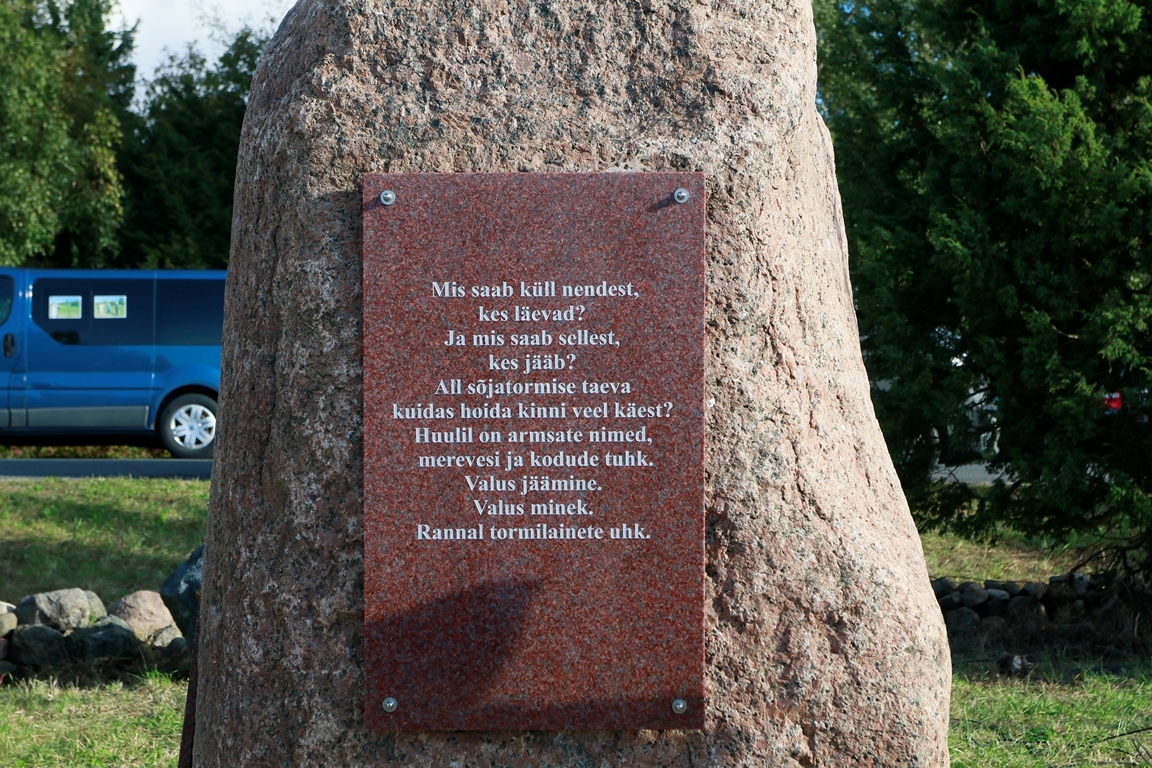 Mis saab küll nendest,
kes läevad?
Ja mis saab sellest,
kes jääb?
All sõjatormise taeva
kuidas hoida kinni veel käest?
Huulil on armsate nimed,
merevesi ja kodude tuhk.
Valus jäämine.
Valus minek.
Rannal tormilainete uhk.